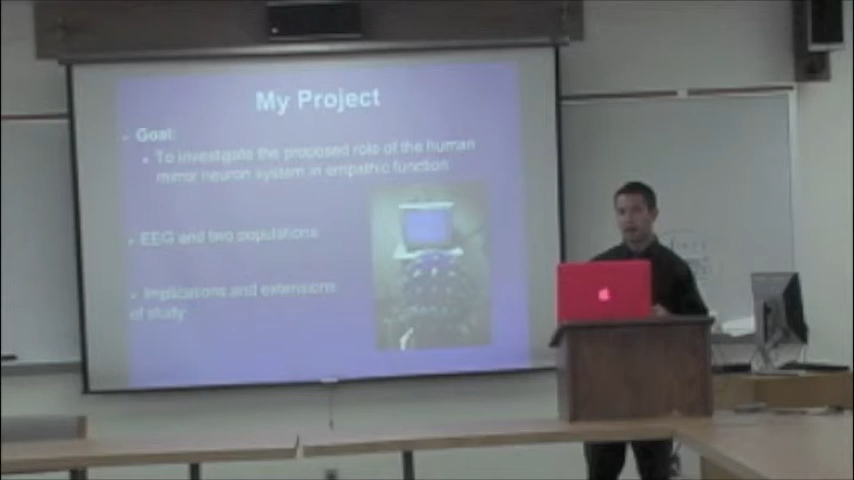 My Project
Goal:
To investigate the proposed role of the human
mirror neuron system in empathic function
EEG and two populations
Implications and extensions
of study